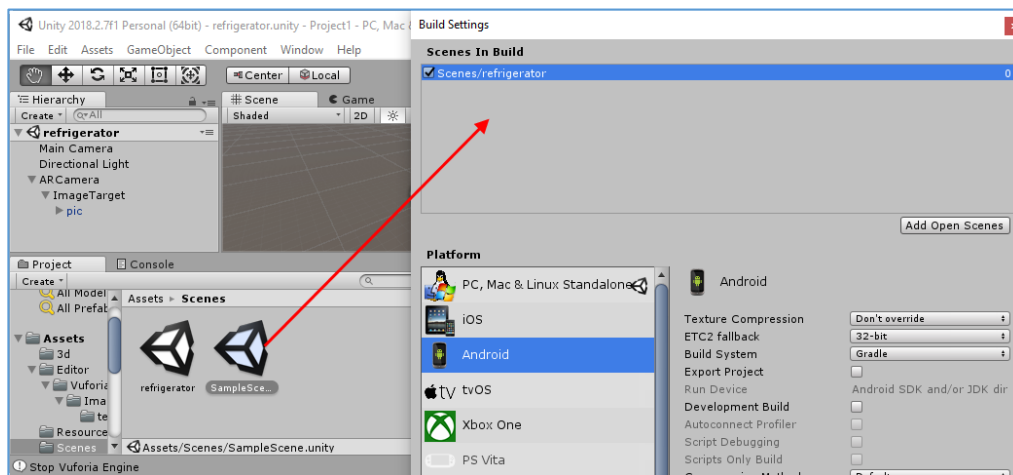 Unity 2018.2.7f1 Personal (64bit) - refrigerator.unity - Project1 - PC, Mac &
File Edit Assets GameObject Component Window Help
Center Local
Hierarchy
Create All
refrigerator
Main Camera
Directional Light
ARCamera
ImageTarget
pic
Scene Game
Shaded 2D
Project Console
Create
All Model
All Prefab
Assets
3d
Editor
Vuforia
Ima
te
Resource
Scenes
Assets Scenes
refrigerator SampleSce...
Assets/Scenes/SampleScene.unity
Stop Vuforia Engine
Build Settings
Scenes In Build
Scenes/refrigerator 0
Add Open Scenes
Platform
PC, Mac & Linux Standalone
iOS
Android
tv tvOS
Xbox One
PS Vita
Android
Texture Compression Don't override
ETC2 fallback 32-bit
Build System Gradle
Export Project
Run Device Android SDK and/or JDK dir
Development Build
Autoconnect Profiler
Script Debugging
Scripts Only Build